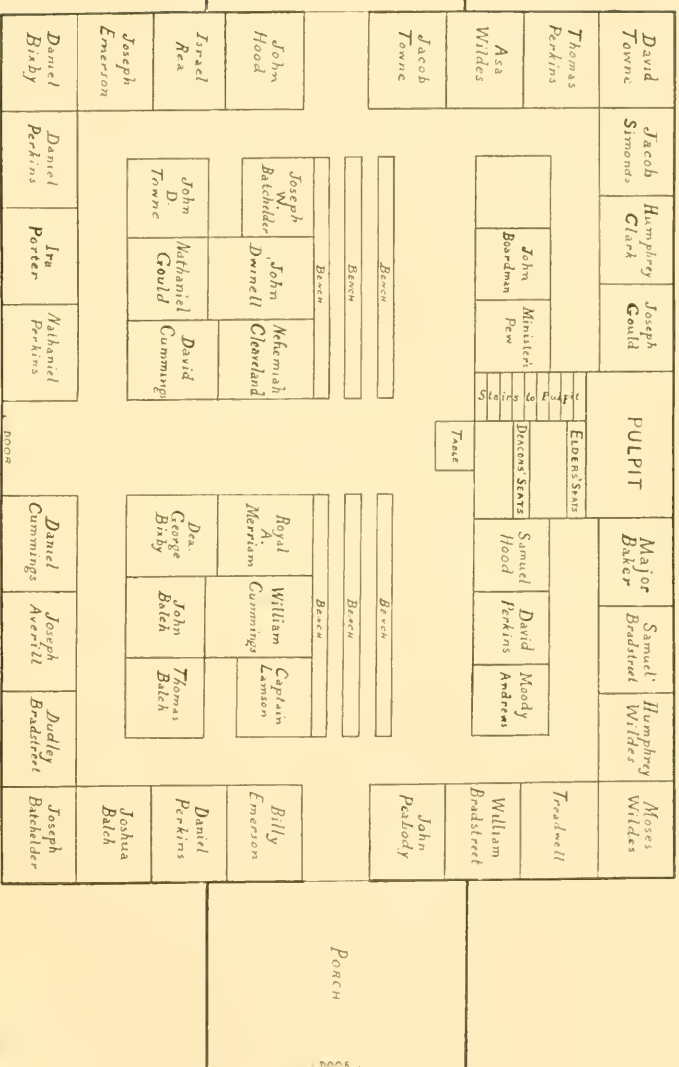 David
Towne
Jacob
Simonds
Humphrey
Clark
Joseph
Gould
PULPIT
Major
Baker
Samuel
Bradstreet
Humphrey
Wildes
Moses
Wildes
Thomas
Perkins
ELDERS' SEATS
Treadwell
Asa
Wildes
John
Boardman
Minister's
Pew
Stairs to Pulpit
DEACONS' SEATS
Samuel
Hood
David
Perkins
Moody
Andrews
William
Bradstreet
TABLE
Jacob
Towne
BENCH
BENCH
John
Peabody
BENCH
BENCH
PORCH
DOOR
BENCH
BENCH
John
Hood
Joseph
W.
Batchelder
John
Dwinell
Nehemiah
Cleaveland
Royal
A.
Merriam
William
Cummings
Captain
Lamson
Billy
Emerson
Israel
Rea
John
D.
Towne
Nathaniel
Gould
David
Cummings
Dea.
George
Bixby
John
Balch
Thomas
Balch
Daniel
Perkins
Joseph
Emerson
Joshua
Balch
Daniel
Bixby
Daniel
Perkins
Ira
Porter
Nathaniel
Perkins
DOOR
Daniel
Cummings
Joseph
Averill
Dudley
Bradstreet
Joseph
Batchelder